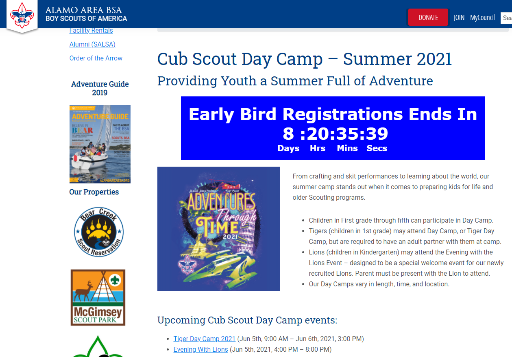 ALAMO AREA BSA
BOY SCOUTS OF AMERICA
DONATE
JOIN
MyCouncil
Facility Rentals
Alumni (SALSA)
Order of the Arrow
Adventure Guide
2019
ADVENTURE GUIDE
Our Properties
Bear Creek
Scout Reservation
McGimsey
SCOUT PARK
Cub Scout Day Camp – Summer 2021
Providing Youth a Summer Full of Adventure
Early Bird Registrations Ends In
8 :20:35:39
Days Hrs Mins Secs
ADVENTURES
Through
TIME
2021
From crafting and skit performances to learning about the world, our
summer camp stands out when it comes to preparing kids for life and
older Scouting programs.
• Children in First grade through fifth can participate in Day Camp.
• Tigers (children in 1st grade) may attend Day Camp, or Tiger Day
Camp, but are required to have an adult partner with them at camp.
• Lions (children in Kindergarten) may attend the Evening with the
Lions Event – designed to be a special welcome event for our newly
recruited Lions. Parent must be present with the Lion to attend.
• Our Day Camps vary in length, time, and location.
Upcoming Cub Scout Day Camp events:
• Tiger Day Camp 2021 (Jun 5th, 9:00 AM – Jun 6th, 2021, 3:00 PM)
• Evening With Lions (Jun 5th, 2021, 4:00 PM – 8:00 PM)